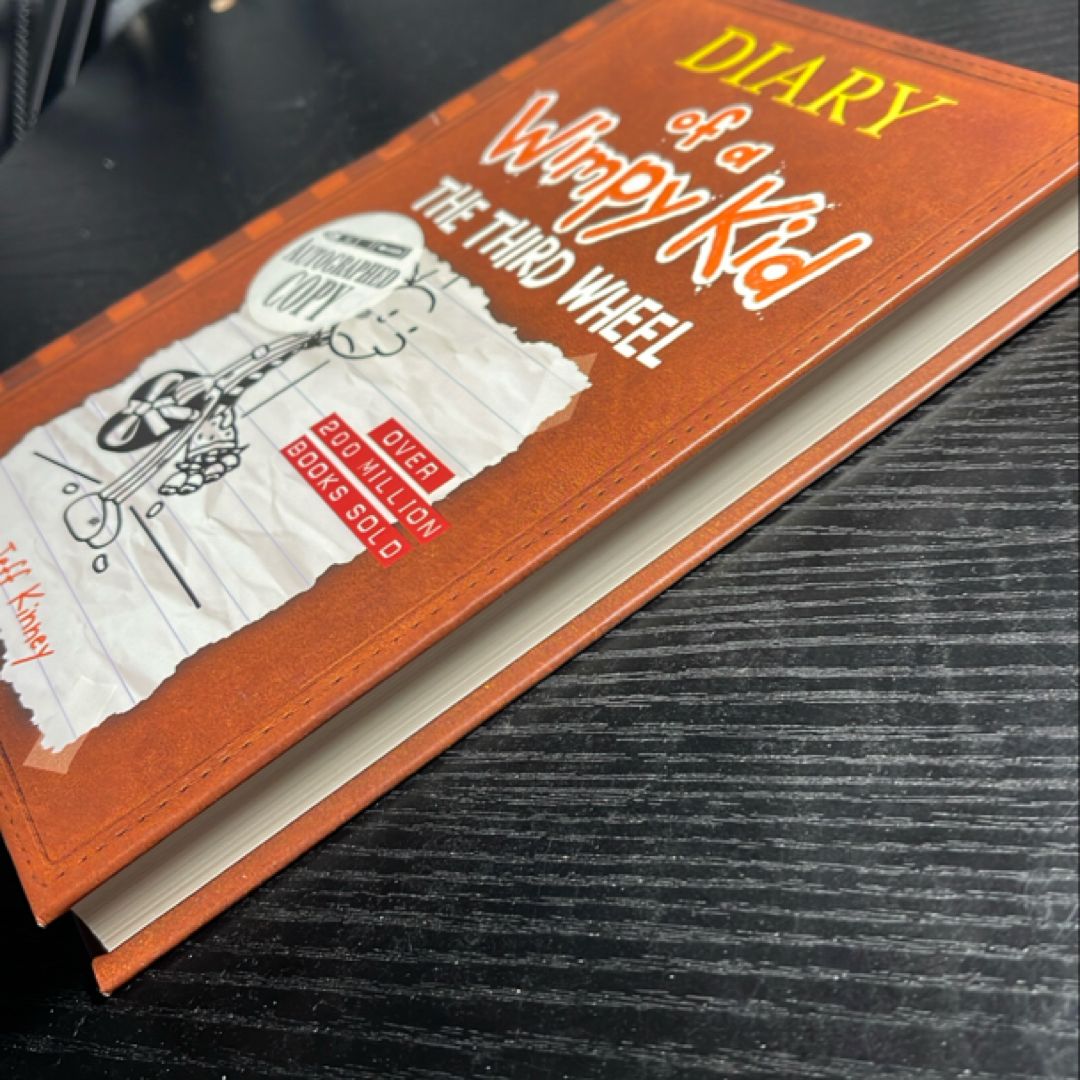 DIARY
of a
Wimpy Kid
THE THIRD WHEEL
AUTOGRAPHED
COPY
OVER
200 MILLION
BOOKS SOLD
Jeff Kinney